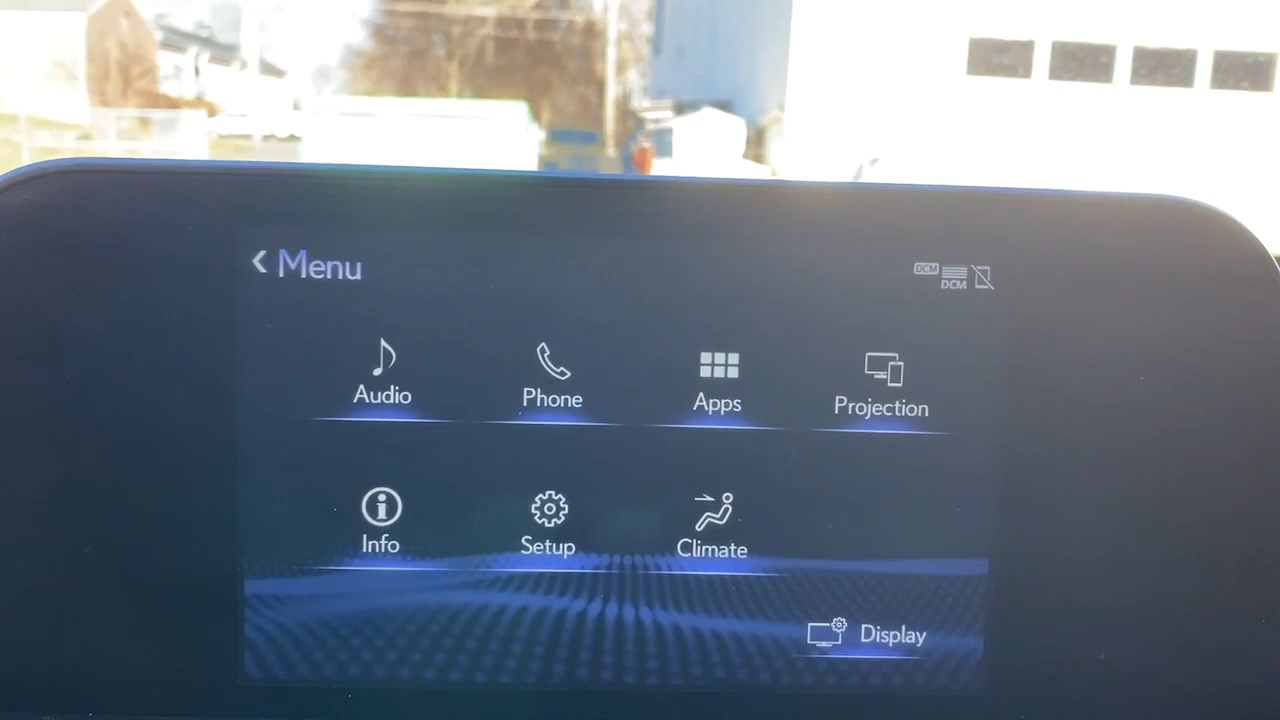 Menu
DCM
DCM
Audio
Phone
Apps
Projection
Info
Setup
Climate
Display